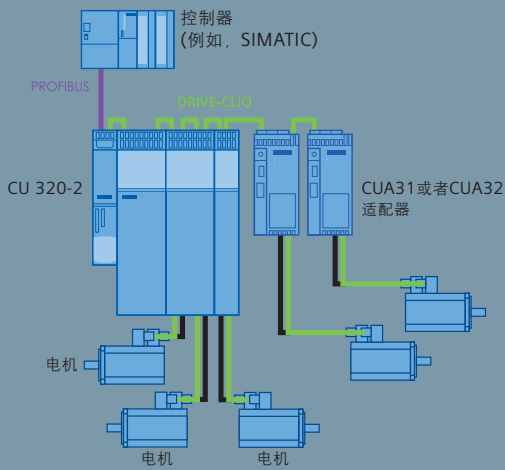 控制器
(例如，SIMATIC)
PROFIBUS
DRIVE-CLiQ
CU 320-2
CUA31或者CUA32
适配器
电机
电机
电机